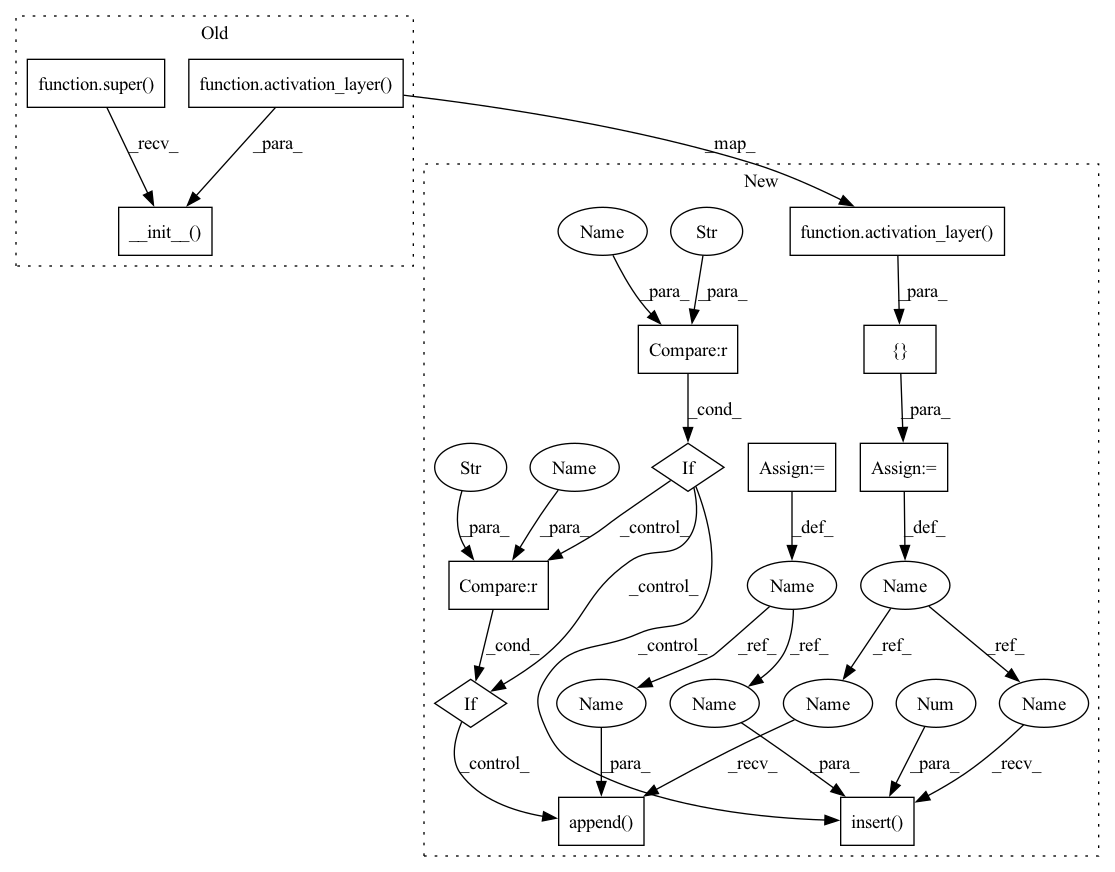 Old
function.super()
function.activation_layer()
_recv_
_para_
_map_
__init__()
New
Name
Str
function.activation_layer()
_para_
_para_
_para_
Compare:r
{}
_cond_
_para_
Str
Name
If
Assign:=
Assign:=
_para_
_para_
_control_
_def_
_def_
Compare:r
_control_
Name
Name
_cond_
_control_
_ref_
_ref_
_ref_
_ref_
If
Name
Name
Name
Num
Name
_control_
_para_
_recv_
_para_
_para_
_recv_
append()
insert()